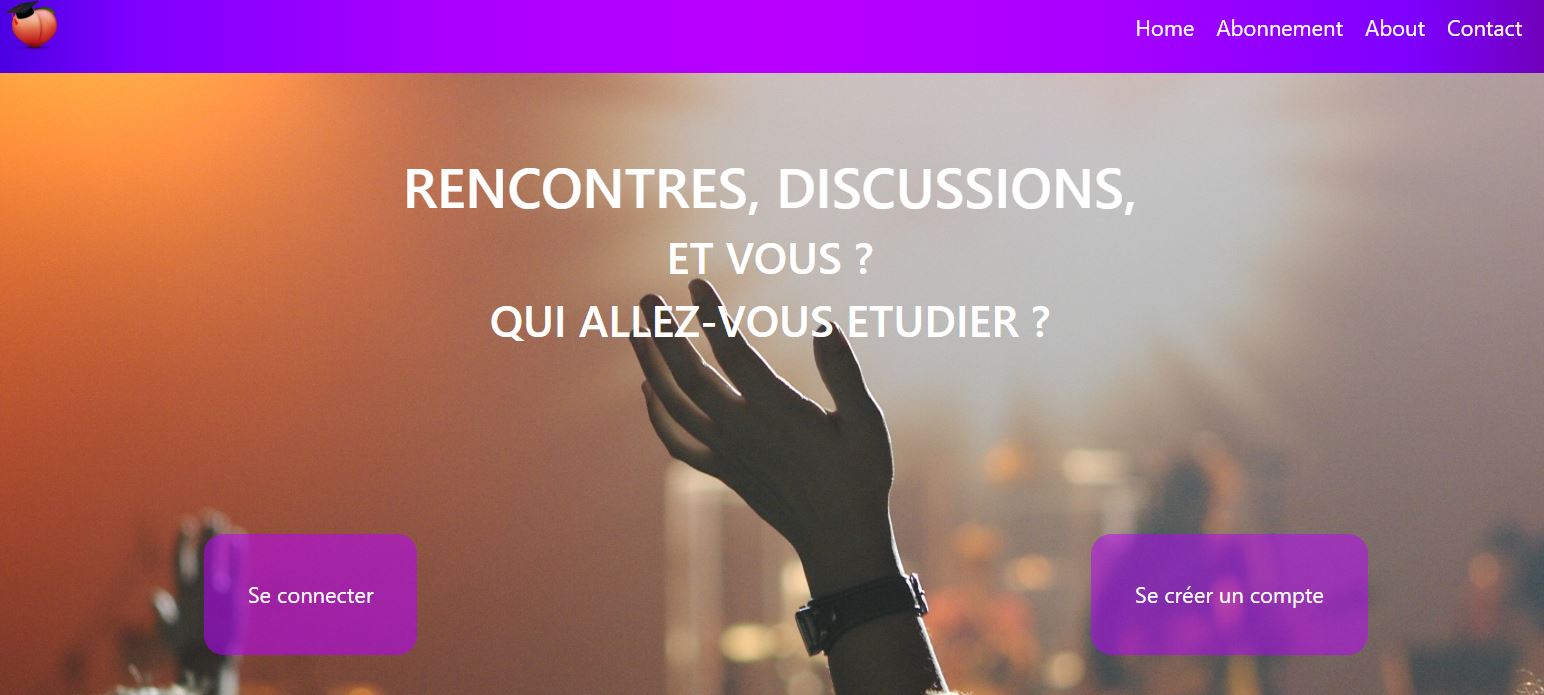 Home Abonnement About Contact
RENCONTRES, DISCUSSIONS,
ET VOUS ?
QUI ALLEZ-VOUS ETUDIER ?
Se connecter Se créer un compte